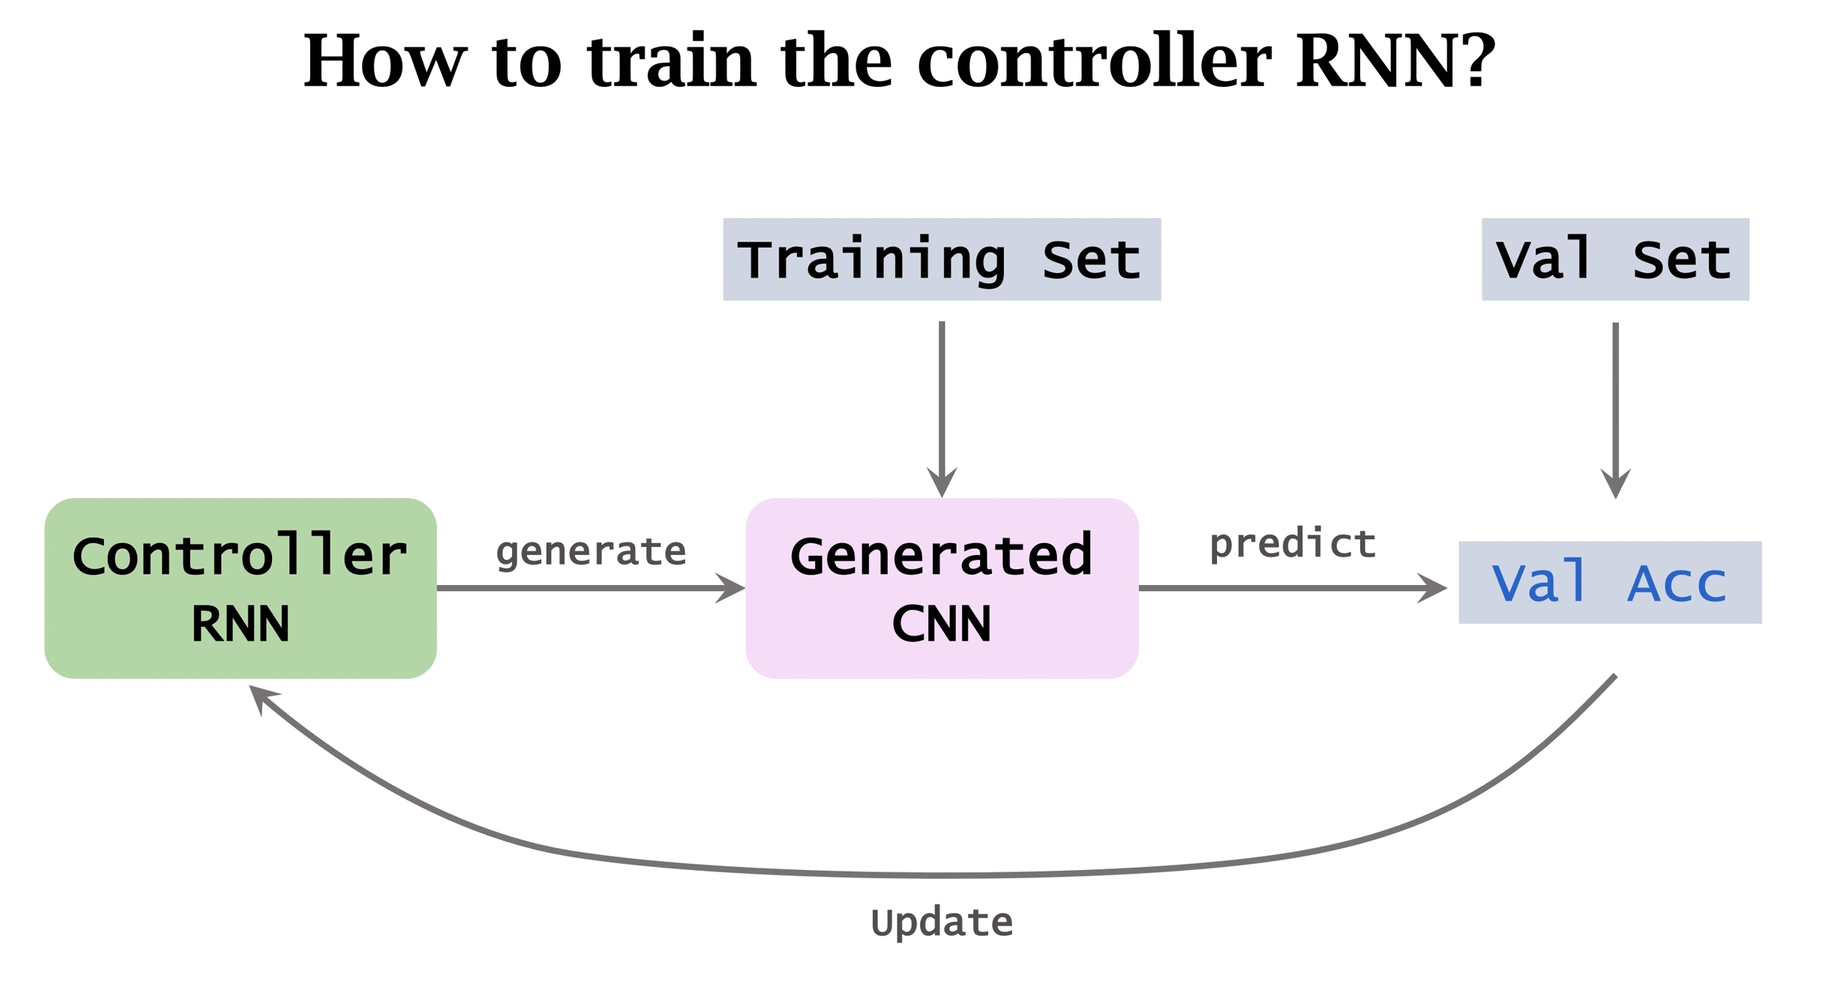 How to train the controller RNN?
Training Set
Val Set
Controller
RNN
generate
Generated
CNN
predict
Val Acc
Update